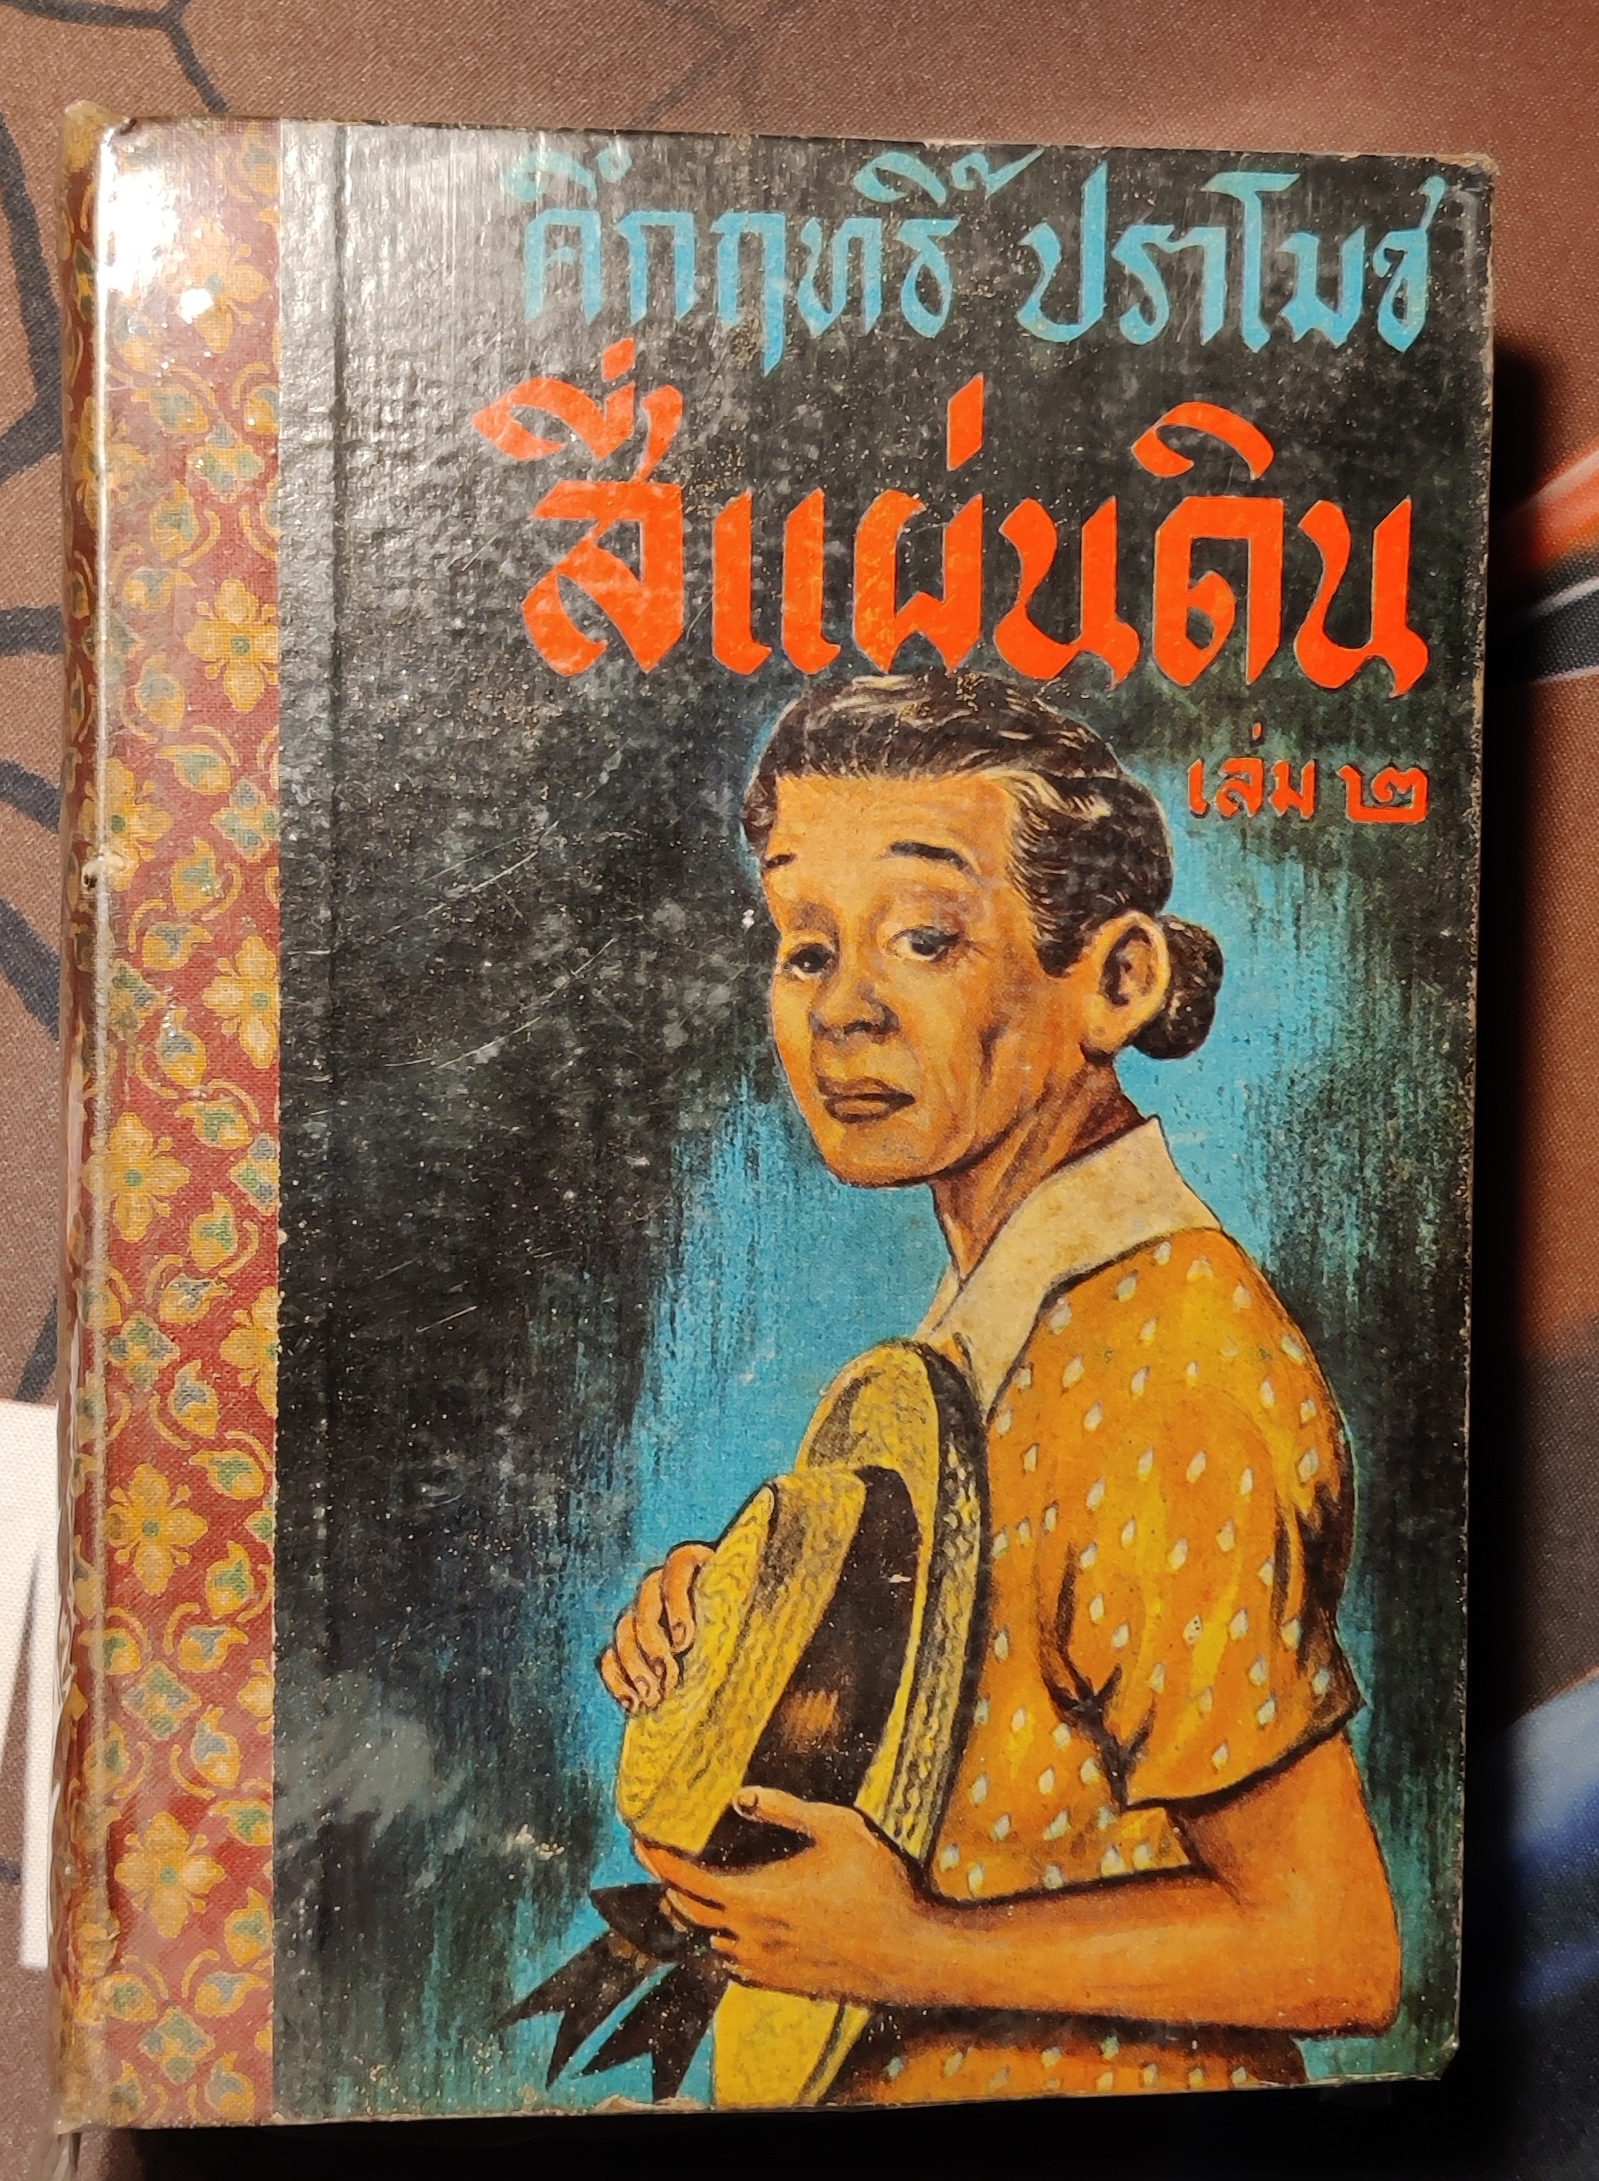 คึกฤทธิ์ ปราโมช
สี่แผ่นดิน
เล่ม ๒